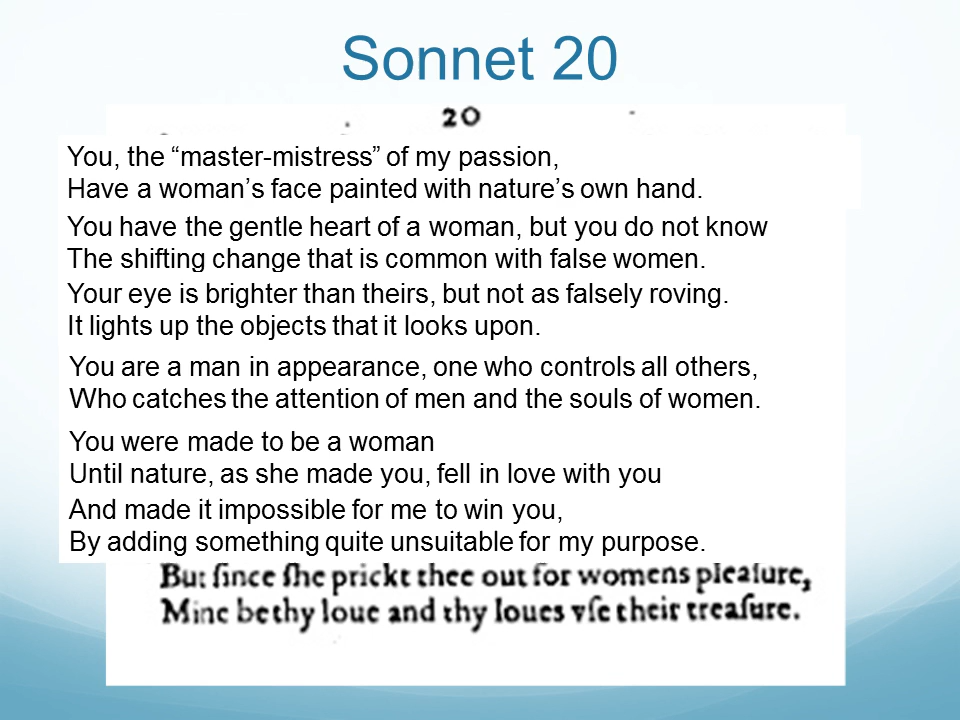 Sonnet 20
20
You, the “master-mistress” of my passion,
Have a woman’s face painted with nature’s own hand.
You have the gentle heart of a woman, but you do not know
The shifting change that is common with false women.
Your eye is brighter than theirs, but not as falsely roving.
It lights up the objects that it looks upon.
You are a man in appearance, one who controls all others,
Who catches the attention of men and the souls of women.
You were made to be a woman
Until nature, as she made you, fell in love with you
And made it impossible for me to win you,
By adding something quite unsuitable for my purpose.
But ſince ſhe prickt thee out for womens pleaſure,
Mine be thy loue and thy loues vſe their treaſure.